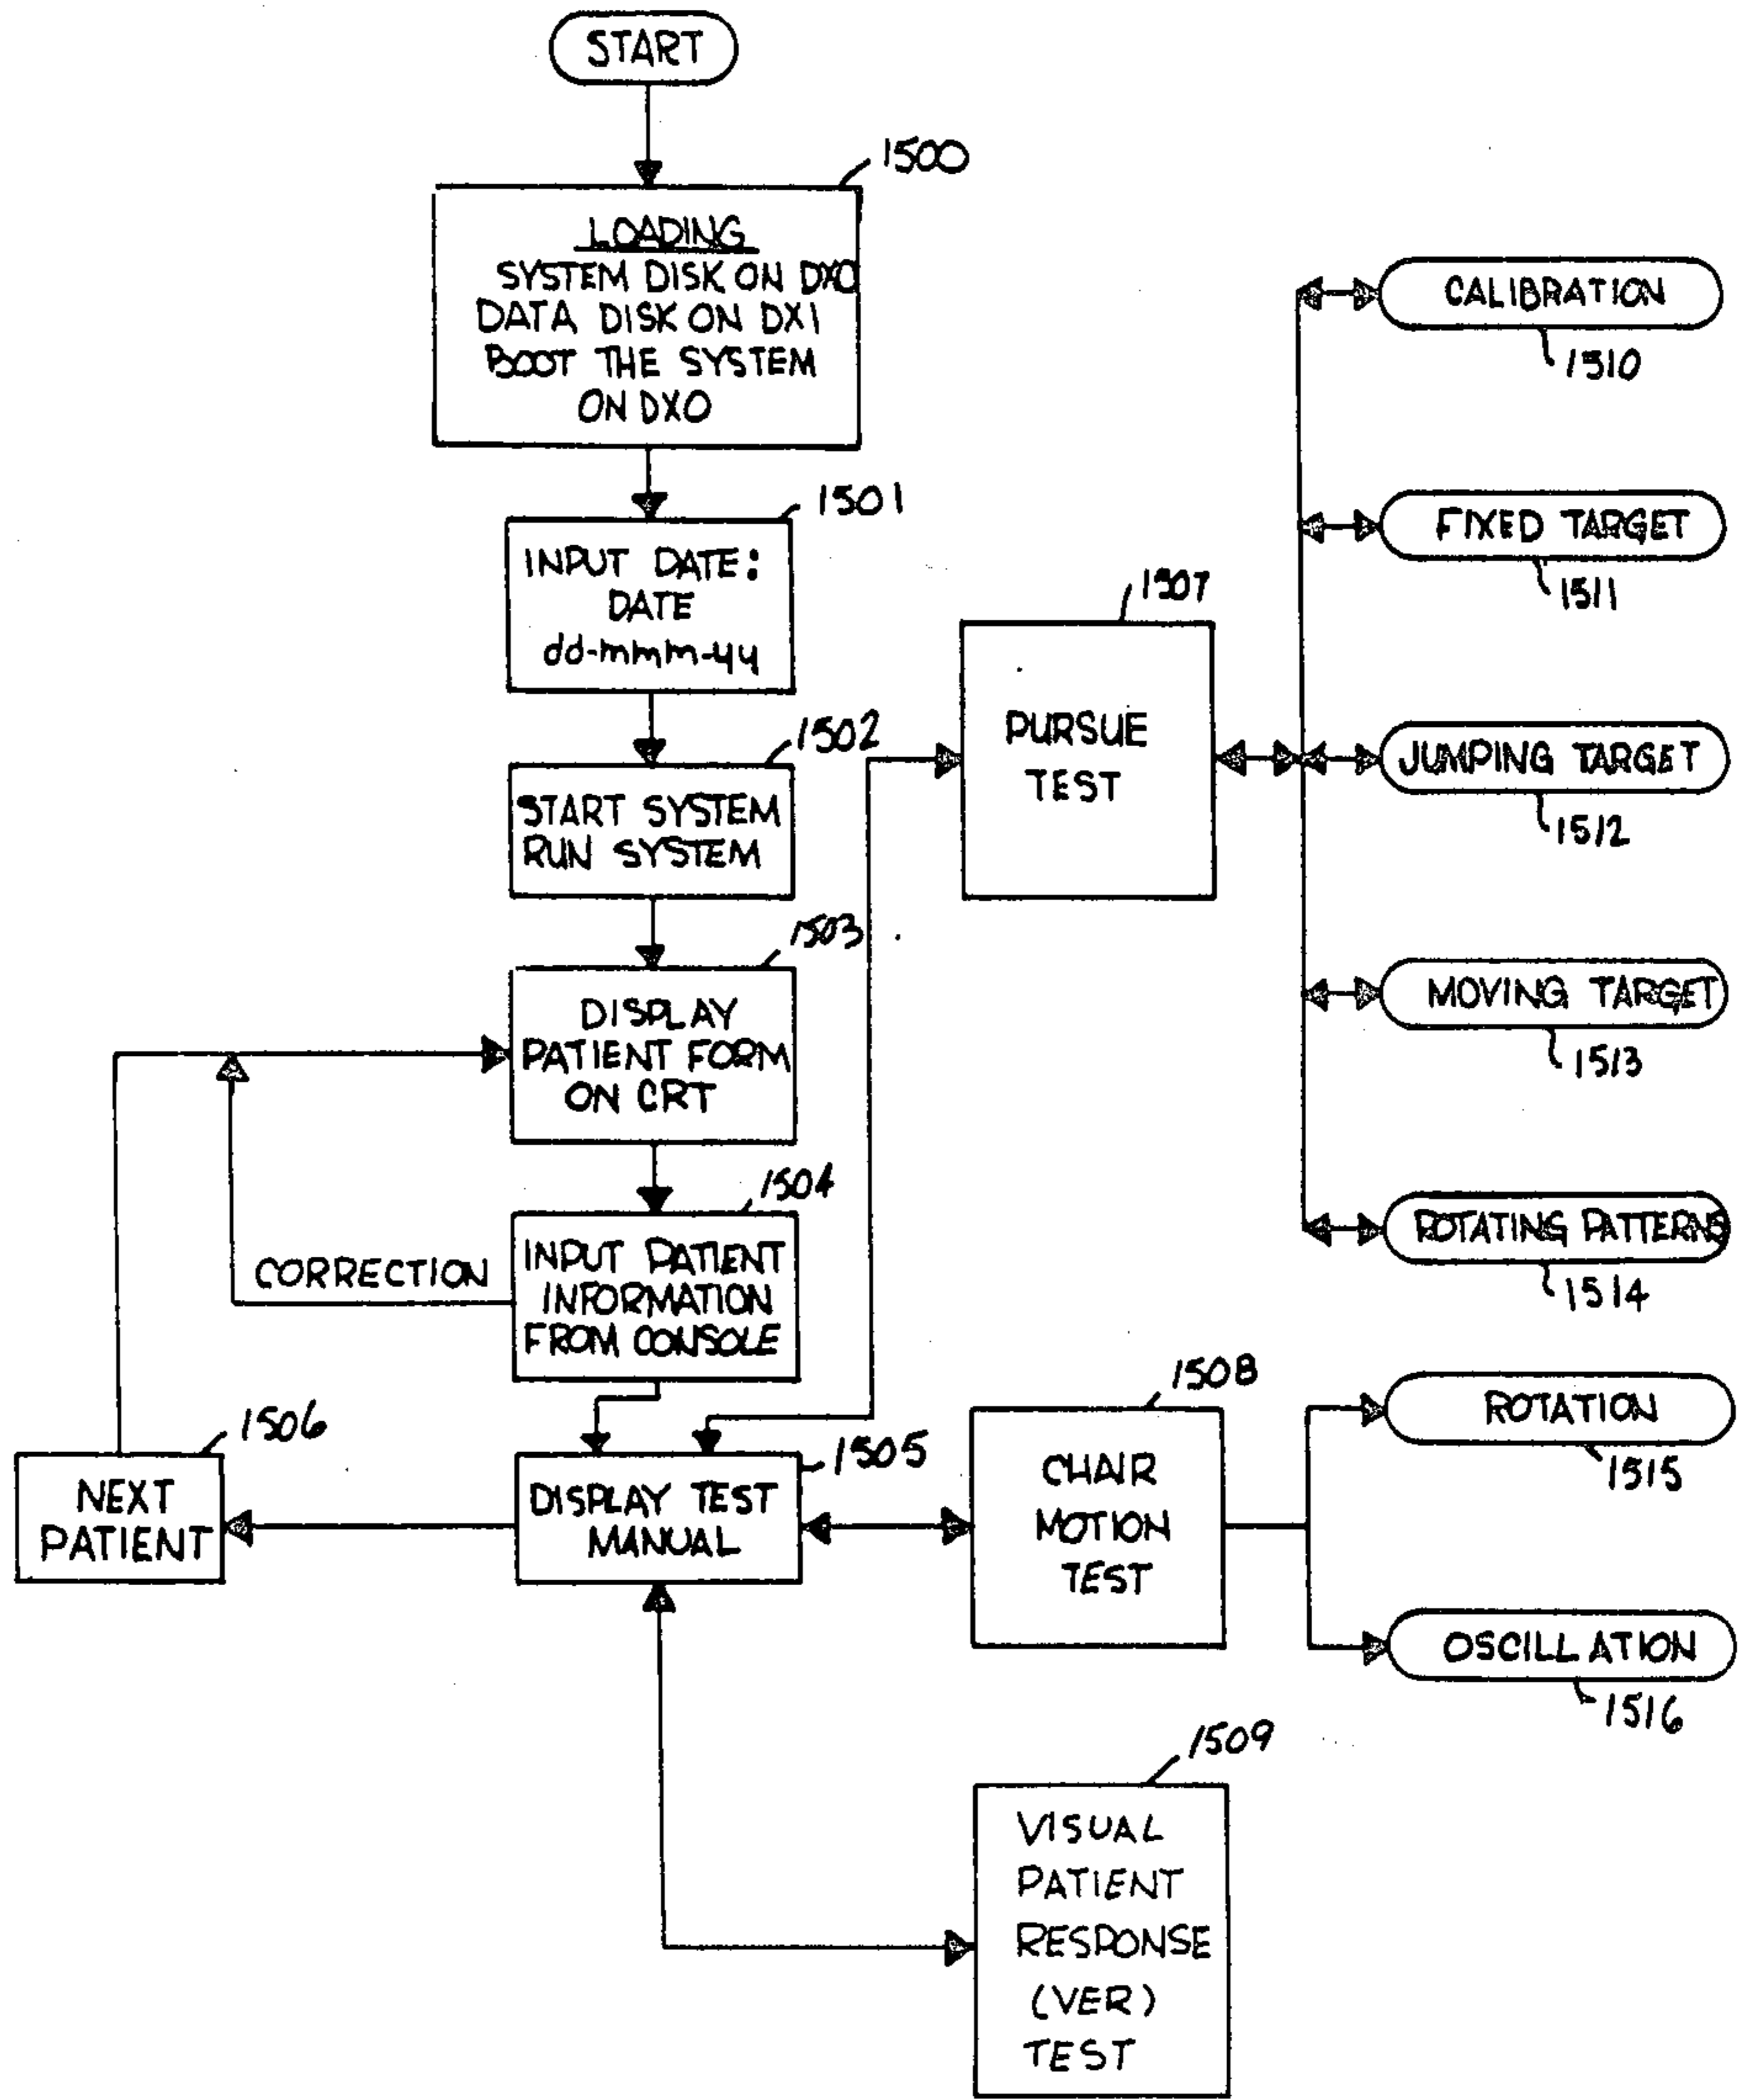 START
1500
LOADING
SYSTEM DISK ON DX0
DATA DISK ON DX1
BOOT THE SYSTEM
ON DX0
1501
INPUT DATE:
DATE
dd-mmm-yy
1502
START SYSTEM
RUN SYSTEM
1503
DISPLAY
PATIENT FORM
ON CRT
1504
INPUT PATIENT
INFORMATION
FROM CONSOLE
CORRECTION
1505
DISPLAY TEST
MANUAL
1506
NEXT
PATIENT
1507
PURSUE
TEST
CALIBRATION
1510
FIXED TARGET
1511
JUMPING TARGET
1512
MOVING TARGET
1513
ROTATING PATTERNS
1514
1508
CHAIR
MOTION
TEST
ROTATION
1515
OSCILLATION
1516
1509
VISUAL
PATIENT
RESPONSE
(VER)
TEST